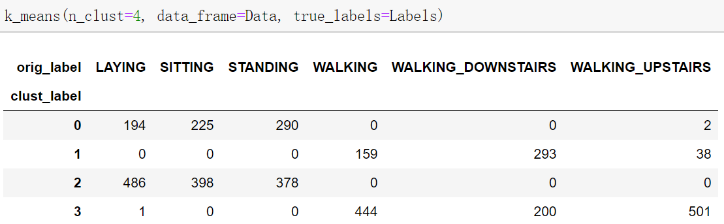 k_means(n_clust=4, data_frame=Data, true_labels=Labels)
orig_label LAYING SITTING STANDING WALKING WALKING_DOWNSTAIRS WALKING_UPSTAIRS
clust_label
0 194 225 290 0 0 2
1 0 0 0 159 293 38
2 486 398 378 0 0 0
3 1 0 0 444 200 501